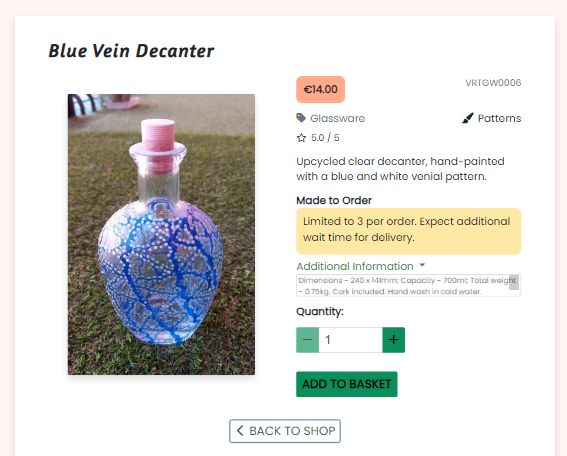 Blue Vein Decanter
€14.00
VRTGW0006
Glassware
Patterns
5.0 / 5
Upcycled clear decanter, hand-painted
with a blue and white venial pattern.
Made to Order
Limited to 3 per order. Expect additional
wait time for delivery.
Additional Information
Dimensions - 240 x 141mm; Capacity - 700ml; Total weight
- 0.75kg. Cork included. Hand wash in cold water.
Quantity:
1
ADD TO BASKET
BACK TO SHOP